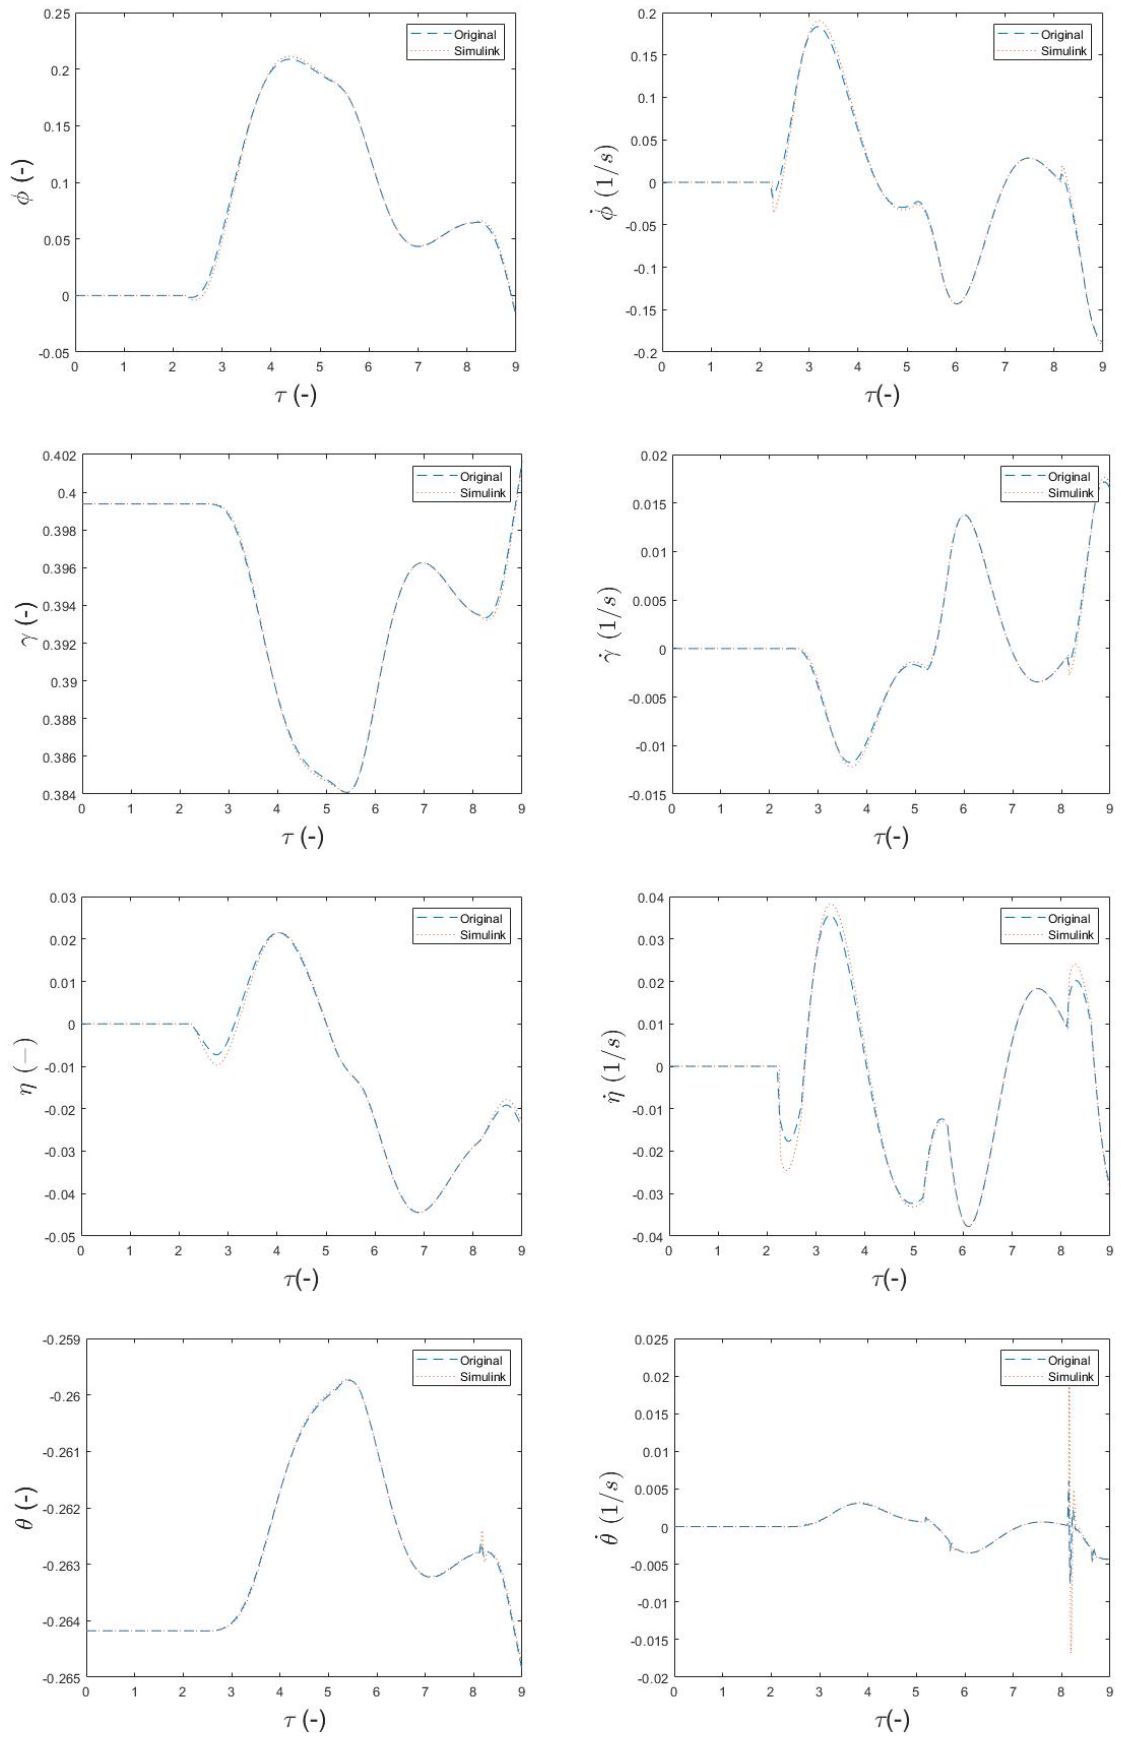 0.25
0.2
0.15
0.1
0.05
0
-0.05
ϕ (-)
Original
Simulink
0 1 2 3 4 5 6 7 8 9
τ (-)
0.2
0.15
0.1
0.05
0
-0.05
-0.1
-0.15
-0.2
ϕ̇ (1/s)
Original
Simulink
0 1 2 3 4 5 6 7 8 9
τ(-)
0.402
0.4
0.398
0.396
0.394
0.392
0.39
0.388
0.386
0.384
γ (-)
Original
Simulink
0 1 2 3 4 5 6 7 8 9
τ (-)
0.02
0.015
0.01
0.005
0
-0.005
-0.01
-0.015
γ̇ (1/s)
Original
Simulink
0 1 2 3 4 5 6 7 8 9
τ(-)
0.03
0.02
0.01
0
-0.01
-0.02
-0.03
-0.04
-0.05
η (−)
Original
Simulink
0 1 2 3 4 5 6 7 8 9
τ(-)
0.04
0.03
0.02
0.01
0
-0.01
-0.02
-0.03
-0.04
η̇ (1/s)
Original
Simulink
0 1 2 3 4 5 6 7 8 9
τ(-)
-0.259
-0.26
-0.261
-0.262
-0.263
-0.264
-0.265
θ (-)
Original
Simulink
0 1 2 3 4 5 6 7 8 9
τ (-)
0.025
0.02
0.015
0.01
0.005
0
-0.005
-0.01
-0.015
-0.02
θ̇ (1/s)
Original
Simulink
0 1 2 3 4 5 6 7 8 9
τ(-)